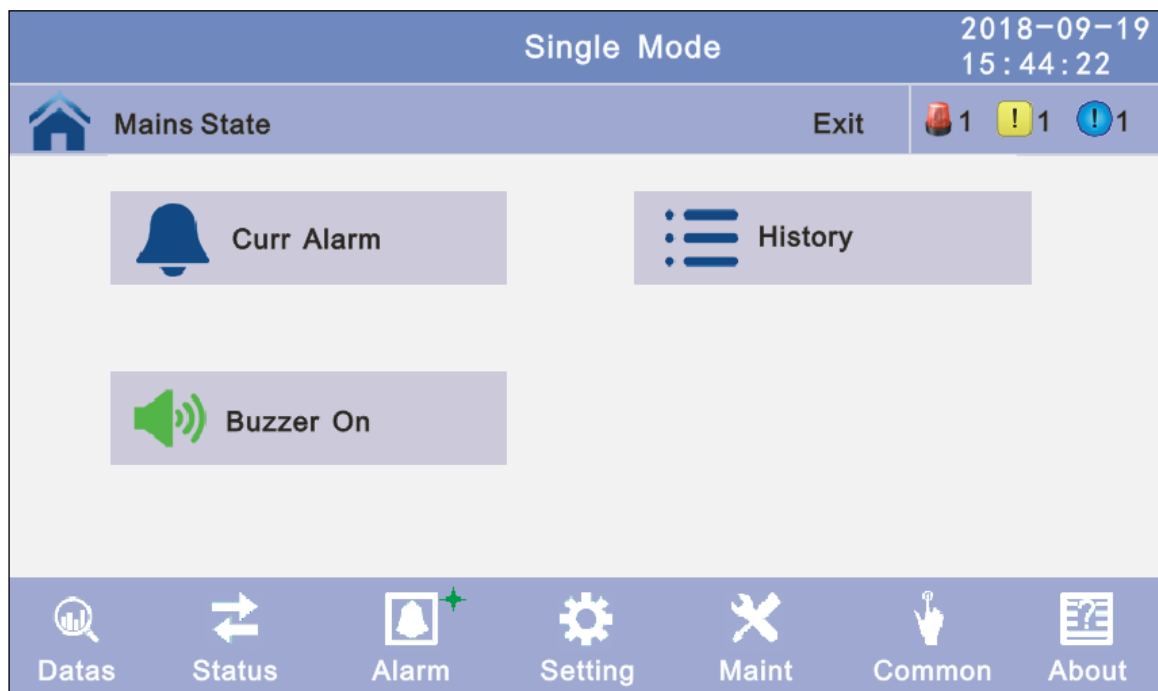 Single Mode
2018-09-19
15:44:22
Mains State Exit 1 ! 1 ! 1
Curr Alarm
History
Buzzer On
Datas Status Alarm Setting Maint Common About